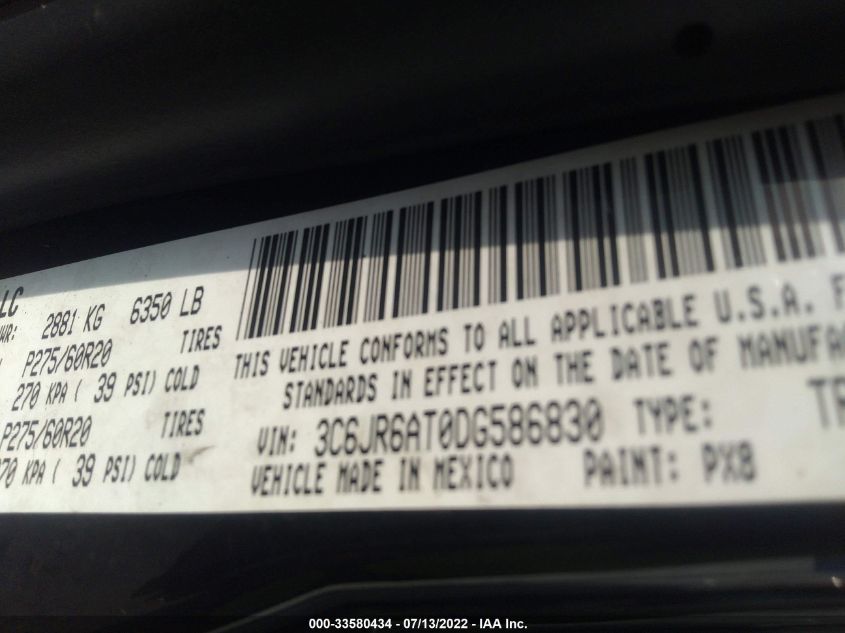 LC
WR: 2881 KG 6350 LB
P275/60R20 TIRES
270 KPA ( 39 PSI) COLD
P275/60R20 TIRES
70 KPA ( 39 PSI) COLD
THIS VEHICLE CONFORMS TO ALL APPLICABLE U.S.A. F
STANDARDS IN EFFECT ON THE DATE OF MANUFA
VIN: 3C6JR6AT0DG586830 TYPE: TR
VEHICLE MADE IN MEXICO PAINT: PX8
000-33580434 - 07/13/2022 - IAA Inc.